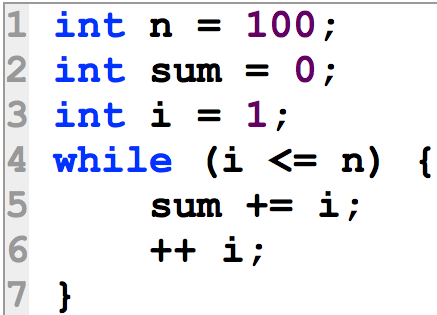 1 int n = 100;
2 int sum = 0;
3 int i = 1;
4 while (i <= n) {
5     sum += i;
6     ++ i;
7 }